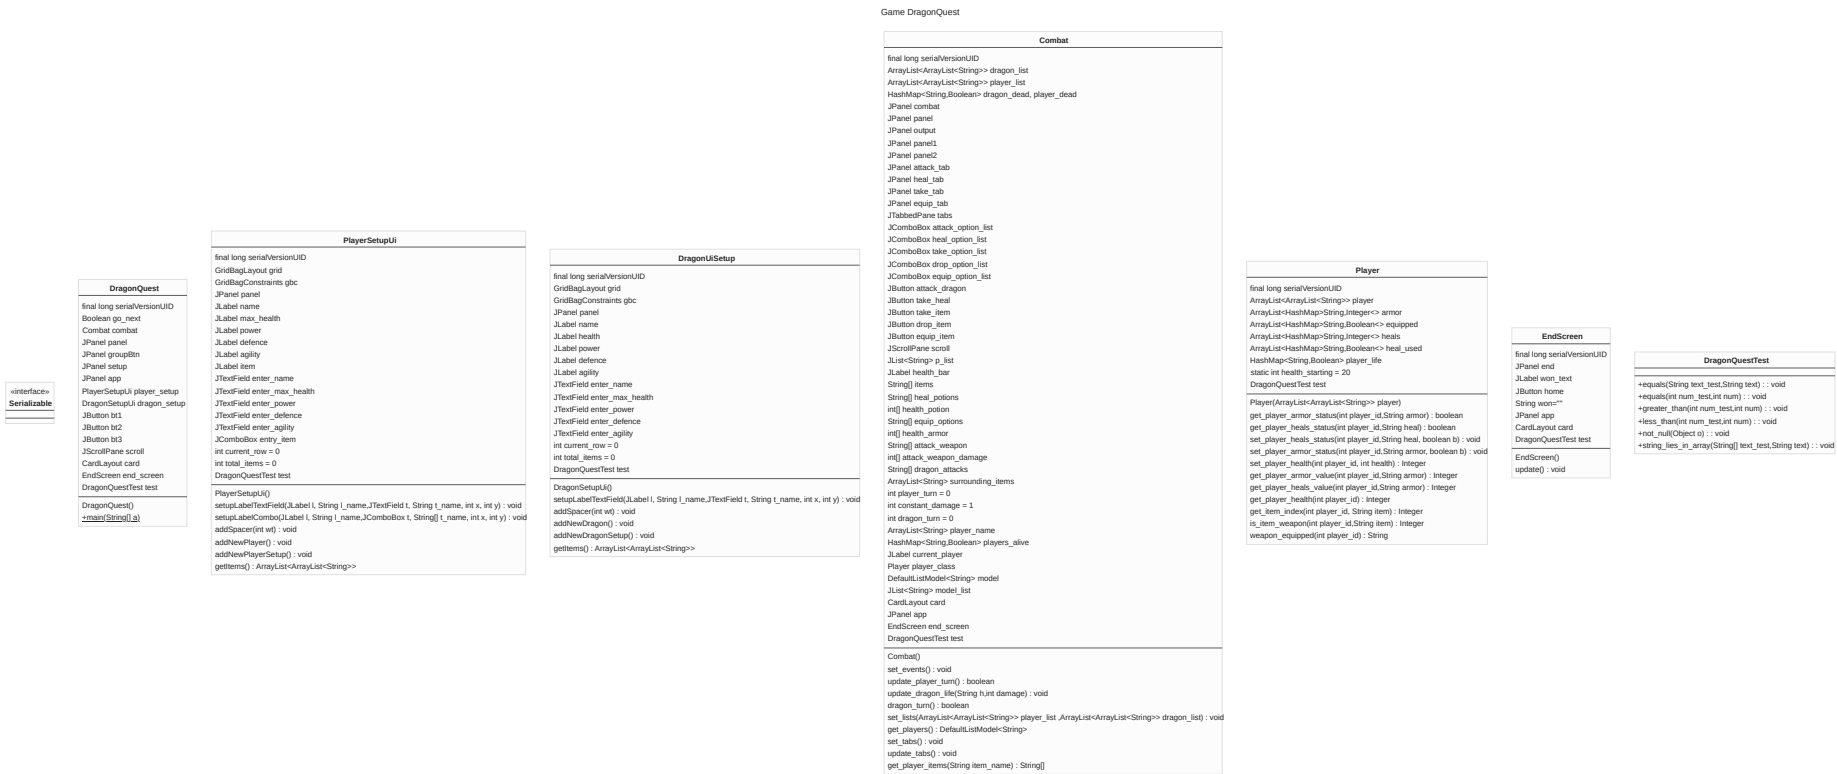 Game DragonQuest
«interface»
Serializable
DragonQuest
final long serialVersionUID
Boolean go_next
Combat combat
JPanel panel
JPanel groupBtn
JPanel setup
JPanel app
PlayerSetupUi player_setup
DragonSetupUi dragon_setup
JButton bt1
JButton bt2
JButton bt3
JScrollPane scroll
CardLayout card
EndScreen end_screen
DragonQuestTest test
DragonQuest()
+main(String[] a)
PlayerSetupUi
final long serialVersionUID
GridBagLayout grid
GridBagConstraints gbc
JPanel panel
JLabel name
JLabel max_health
JLabel power
JLabel defence
JLabel agility
JLabel item
JTextField enter_name
JTextField enter_max_health
JTextField enter_power
JTextField enter_defence
JTextField enter_agility
JComboBox entry_item
int current_row = 0
int total_items = 0
DragonQuestTest test
PlayerSetupUi()
setupLabelTextField(JLabel l, String l_name,JTextField t, String t_name, int x, int y) : void
setupLabelCombo(JLabel l, String l_name,JComboBox t, String[] t_name, int x, int y) : void
addSpacer(int wt) : void
addNewPlayer() : void
addNewPlayerSetup() : void
getItems() : ArrayList<ArrayList<String>>
DragonUiSetup
final long serialVersionUID
GridBagLayout grid
GridBagConstraints gbc
JPanel panel
JLabel name
JLabel health
JLabel power
JLabel defence
JLabel agility
JTextField enter_name
JTextField enter_max_health
JTextField enter_power
JTextField enter_defence
JTextField enter_agility
int current_row = 0
int total_items = 0
DragonQuestTest test
DragonSetupUi()
setupLabelTextField(JLabel l, String l_name,JTextField t, String t_name, int x, int y) : void
addSpacer(int wt) : void
addNewDragon() : void
addNewDragonSetup() : void
getItems() : ArrayList<ArrayList<String>>
Combat
final long serialVersionUID
ArrayList<ArrayList<String>> dragon_list
ArrayList<ArrayList<String>> player_list
HashMap<String,Boolean> dragon_dead, player_dead
JPanel combat
JPanel panel
JPanel output
JPanel panel1
JPanel panel2
JPanel attack_tab
JPanel heal_tab
JPanel take_tab
JPanel equip_tab
JTabbedPane tabs
JComboBox attack_option_list
JComboBox heal_option_list
JComboBox take_option_list
JComboBox drop_option_list
JComboBox equip_option_list
JButton attack_dragon
JButton take_heal
JButton take_item
JButton drop_item
JButton equip_item
JScrollPane scroll
JList<String> p_list
JLabel health_bar
String[] items
String[] heal_potions
int[] health_potion
String[] equip_options
int[] health_armor
String[] attack_weapon
int[] attack_weapon_damage
String[] dragon_attacks
ArrayList<String> surrounding_items
int player_turn = 0
int constant_damage = 1
int dragon_turn = 0
ArrayList<String> player_name
HashMap<String,Boolean> players_alive
JLabel current_player
Player player_class
DefaultListModel<String> model
JList<String> model_list
CardLayout card
JPanel app
EndScreen end_screen
DragonQuestTest test
Combat()
set_events() : void
update_player_turn() : boolean
update_dragon_life(String h,int damage) : void
dragon_turn() : boolean
set_lists(ArrayList<ArrayList<String>> player_list ,ArrayList<ArrayList<String>> dragon_list) : void
get_players() : DefaultListModel<String>
set_tabs() : void
update_tabs() : void
get_player_items(String item_name) : String[]
Player
final long serialVersionUID
ArrayList<ArrayList<String>> player
ArrayList<HashMap>String,Integer<> armor
ArrayList<HashMap>String,Boolean<> equipped
ArrayList<HashMap>String,Integer<> heals
ArrayList<HashMap>String,Boolean<> heal_used
HashMap<String,Boolean> player_life
static int health_starting = 20
DragonQuestTest test
Player(ArrayList<ArrayList<String>> player)
get_player_armor_status(int player_id,String armor) : boolean
get_player_heals_status(int player_id,String heal) : boolean
set_player_heals_status(int player_id,String heal, boolean b) : void
set_player_armor_status(int player_id,String armor, boolean b) : void
set_player_health(int player_id, int health) : Integer
get_player_armor_value(int player_id,String armor) : Integer
get_player_heals_value(int player_id,String armor) : Integer
get_player_health(int player_id) : Integer
get_item_index(int player_id, String item) : Integer
is_item_weapon(int player_id,String item) : Integer
weapon_equipped(int player_id) : String
EndScreen
final long serialVersionUID
JPanel end
JLabel won_text
JButton home
String won=""
JPanel app
CardLayout card
DragonQuestTest test
EndScreen()
update() : void
DragonQuestTest
+equals(String text_test,String text) : : void
+equals(int num_test,int num) : : void
+greater_than(int num_test,int num) : : void
+less_than(int num_test,int num) : : void
+not_null(Object o) : : void
+string_lies_in_array(String[] text_test,String text) : : void